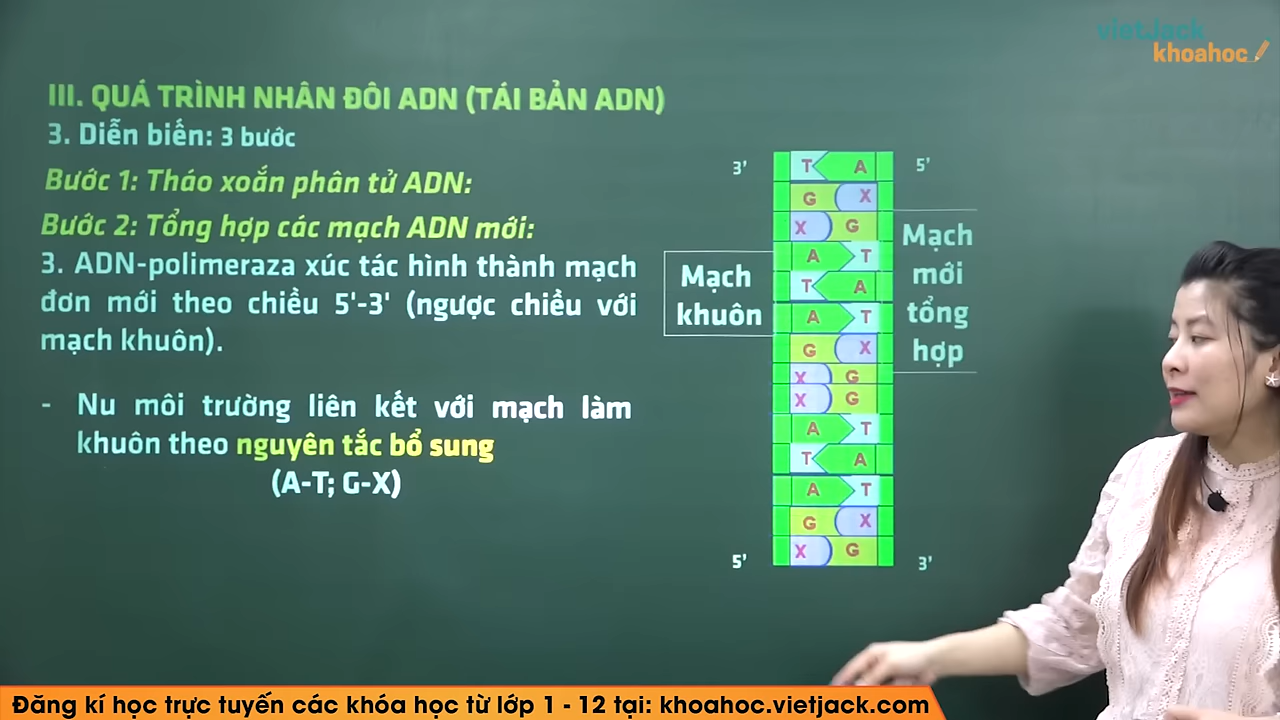 vietJack
khoahoc
III. QUÁ TRÌNH NHÂN ĐÔI ADN (TÁI BẢN ADN)
3. Diễn biến: 3 bước
Bước 1: Tháo xoắn phân tử ADN:
Bước 2: Tổng hợp các mạch ADN mới:
3. ADN-polimeraza xúc tác hình thành mạch
đơn mới theo chiều 5'-3' (ngược chiều với
mạch khuôn).
- Nu môi trường liên kết với mạch làm
khuôn theo nguyên tắc bổ sung
(A-T; G-X)
3' 5'
T A
G X
X G
A T
T A
A T
G X
X G
X G
A T
T A
A T
G X
X G
5' 3'
Mạch
khuôn
Mạch
mới
tổng
hợp
Đăng kí học trực tuyến các khóa học từ lớp 1 - 12 tại: khoahoc.vietjack.com